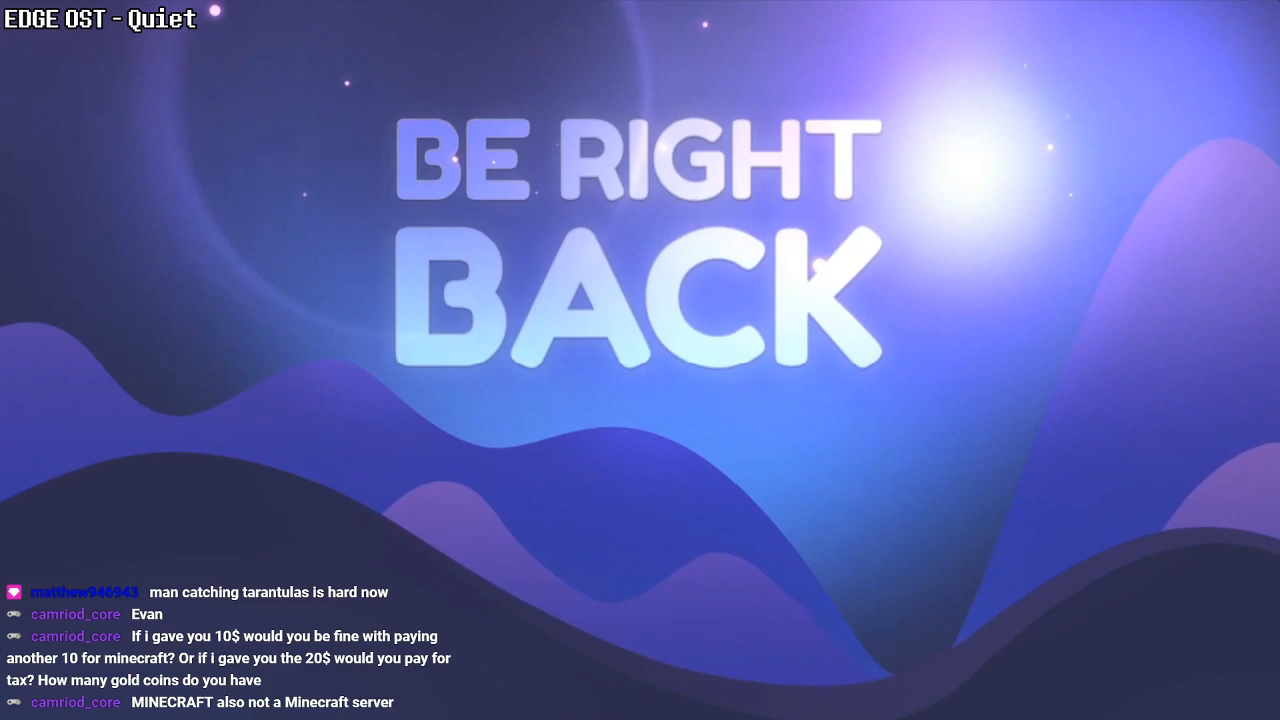 EDGE OST - Quiet
BE RIGHT
BACK
matthew946943 man catching tarantulas is hard now
camriod_core Evan
camriod_core If i gave you 10$ would you be fine with paying
another 10 for minecraft? Or if i gave you the 20$ would you pay for
tax? How many gold coins do you have
camriod_core MINECRAFT also not a Minecraft server